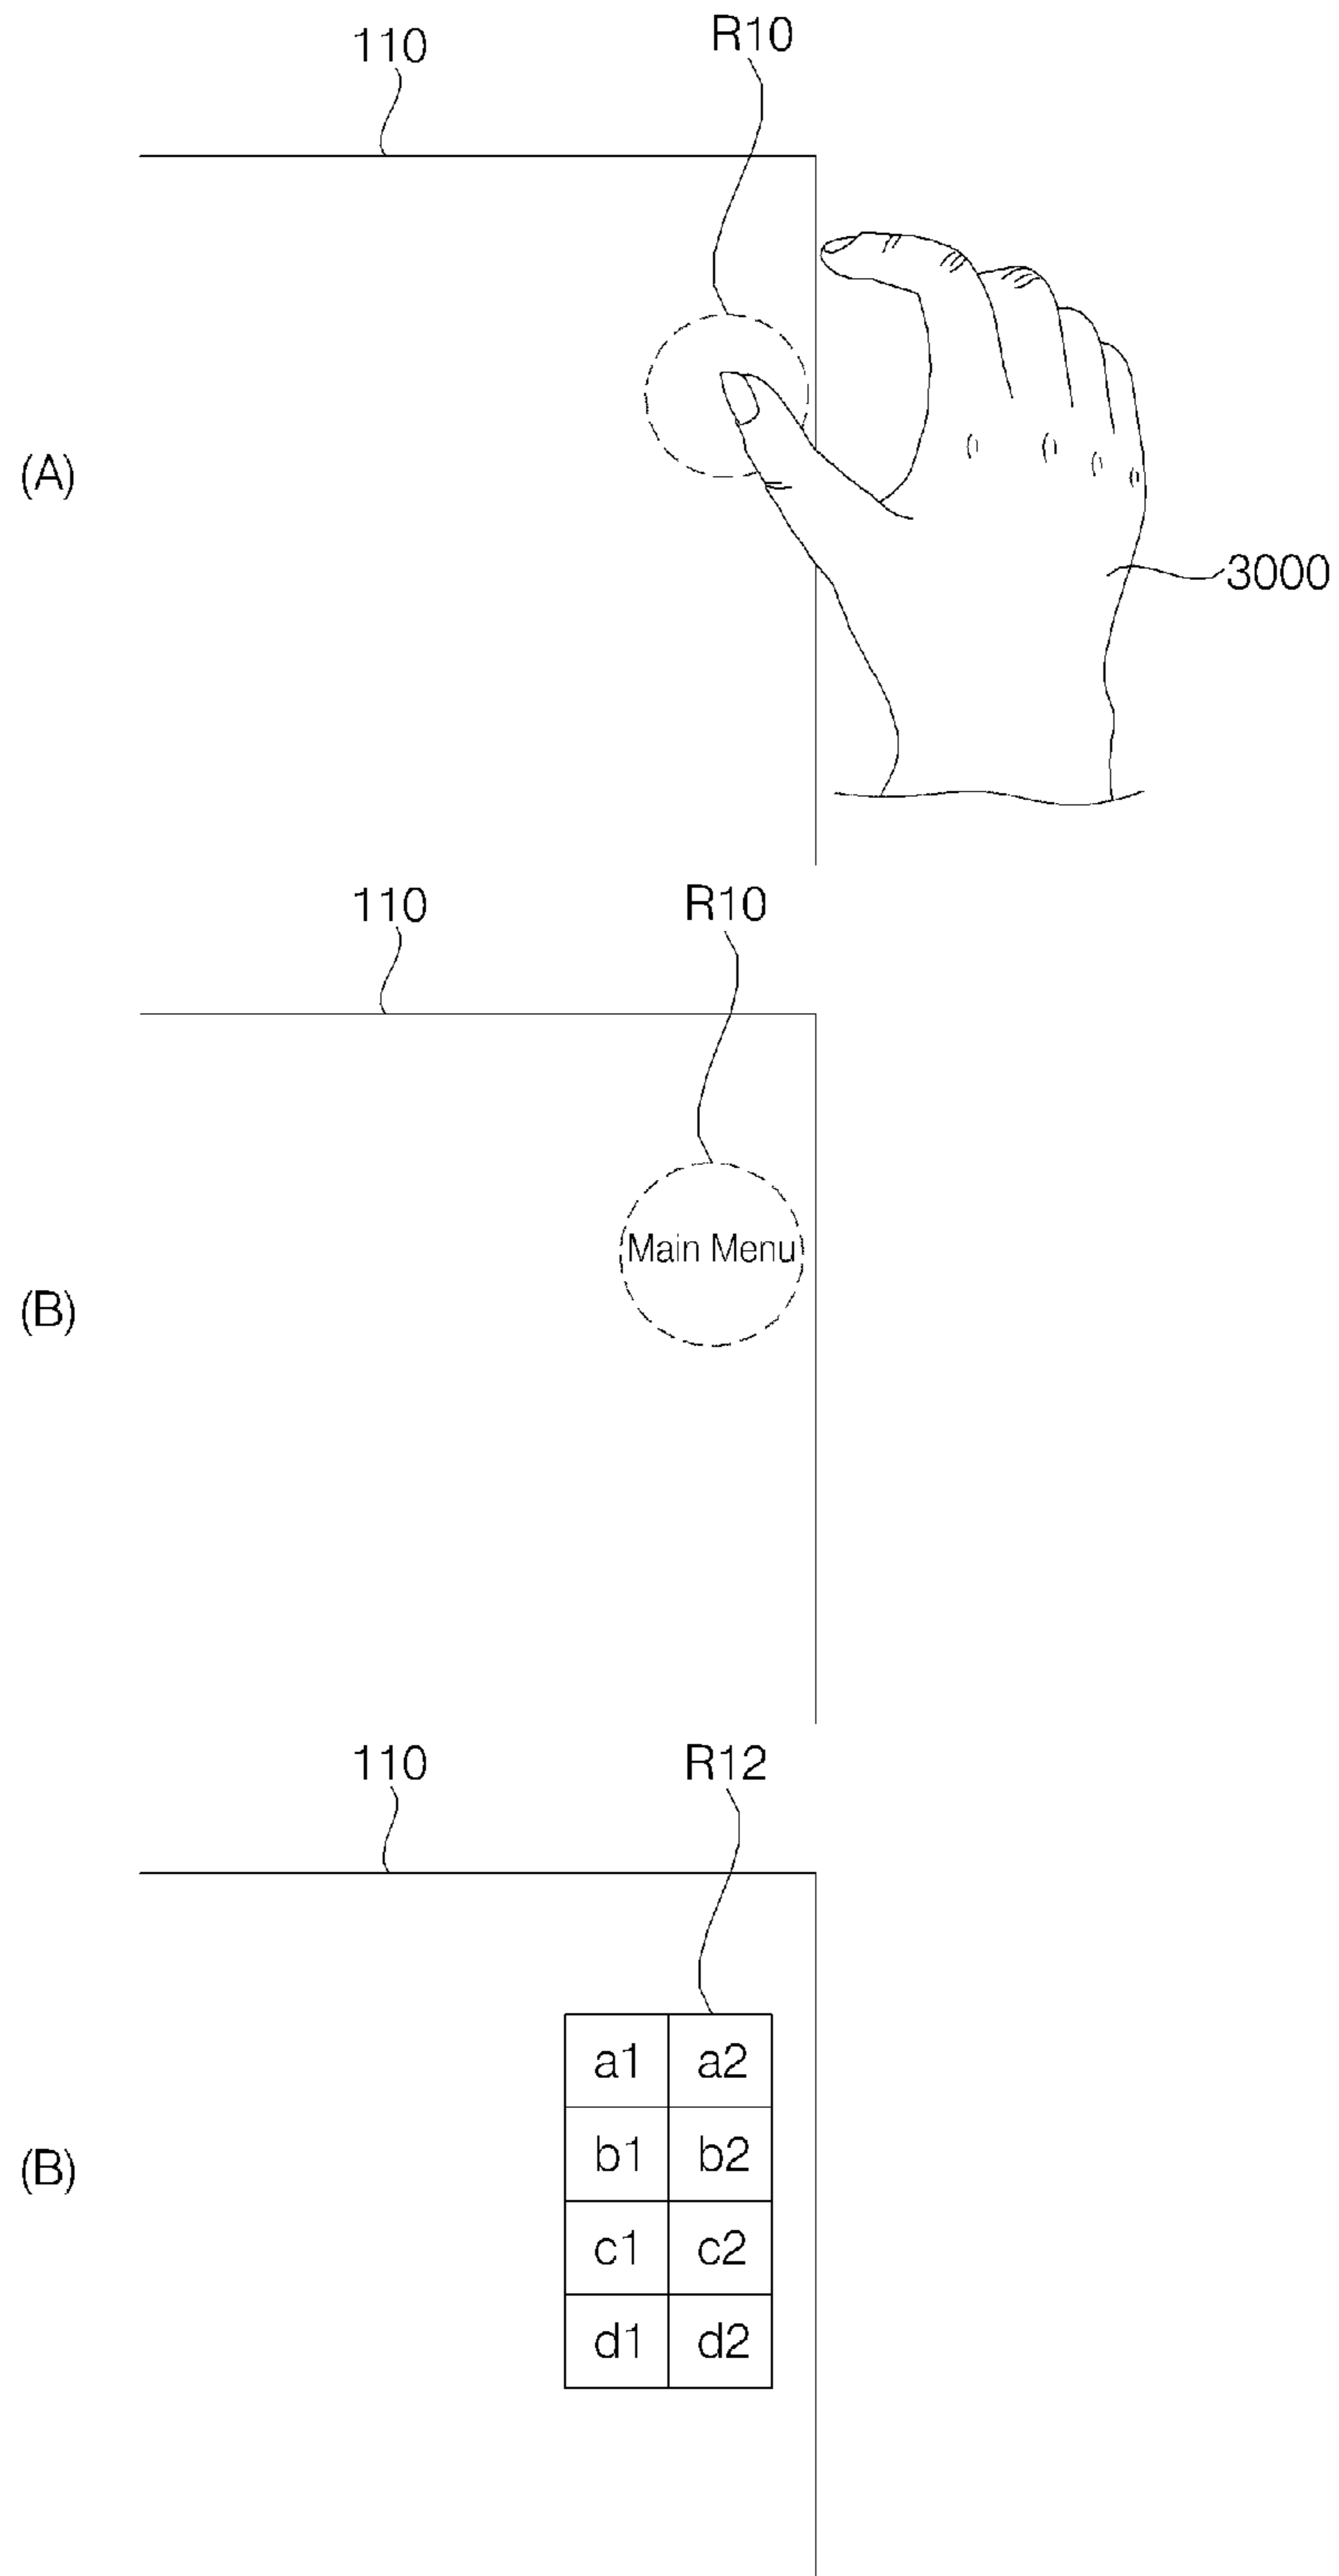 110 R10
(A)
3000
110 R10
Main Menu
(B)
110 R12
a1 a2
b1 b2
(B)
c1 c2
d1 d2